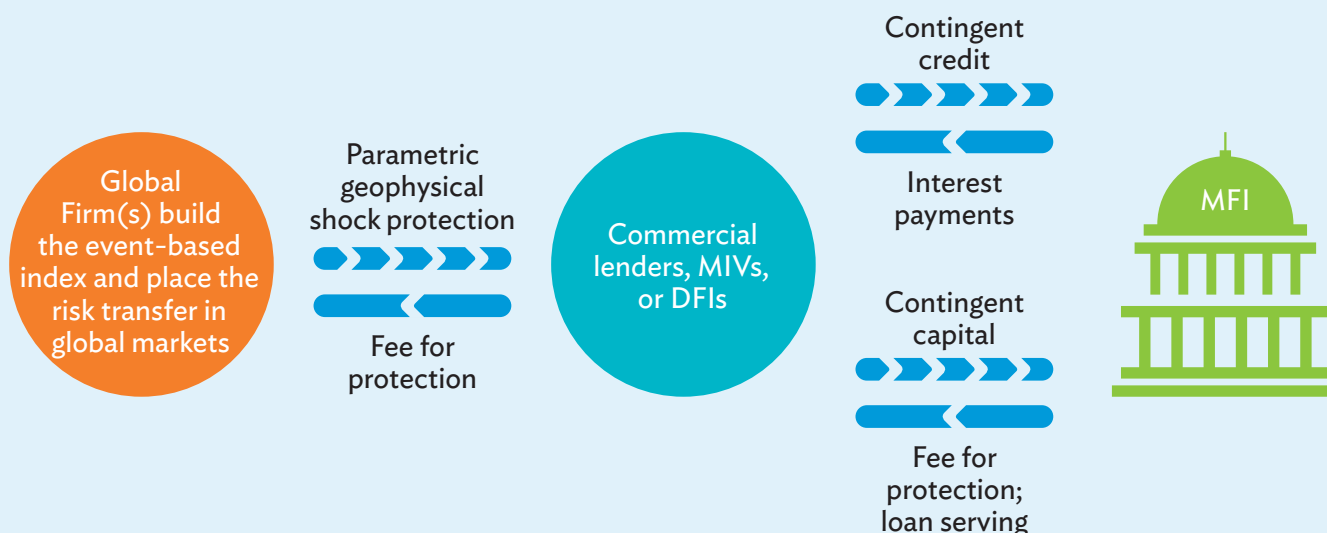 Global
Firm(s) build
the event-based
index and place the
risk transfer in
global markets
Parametric
geophysical
shock protection
Fee for
protection
Commercial
lenders, MIVs,
or DFIs
Contingent
credit
Interest
payments
Contingent
capital
Fee for
protection;
loan serving
MFI